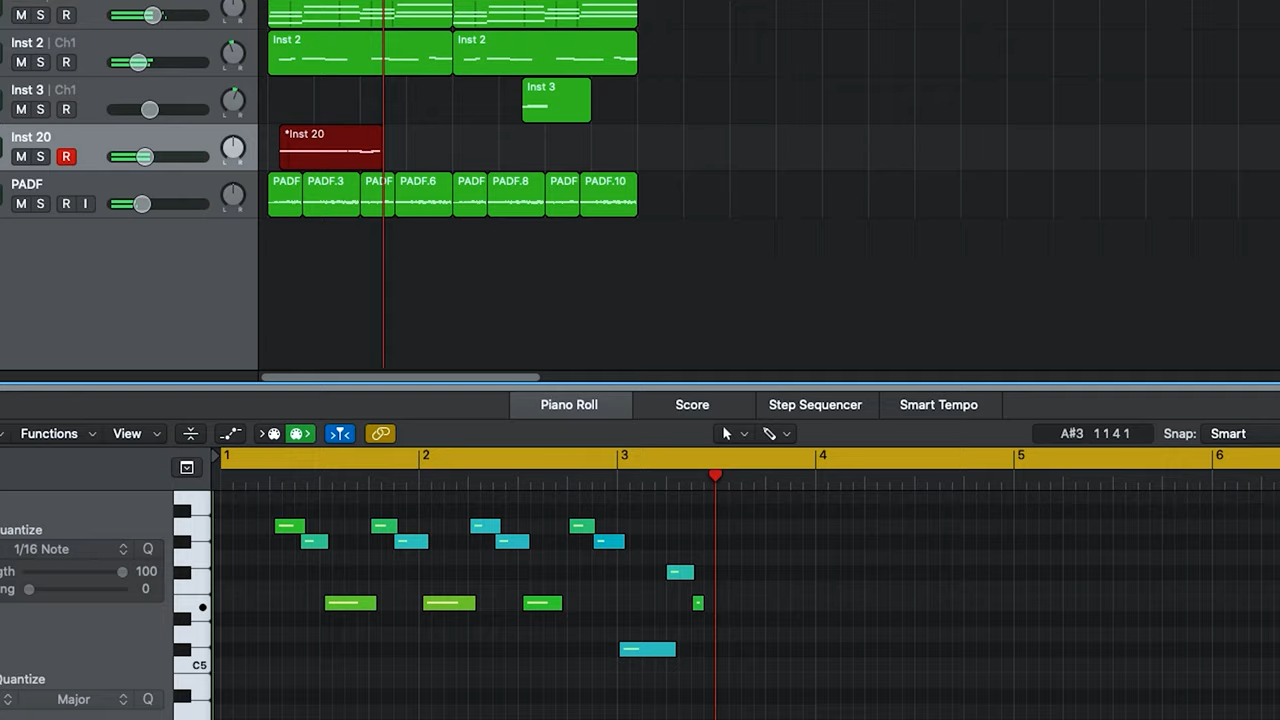 M S R
L R
Inst 2 | Ch1
M S R
L R
Inst 2
Inst 2
Inst 3 | Ch1
M S R
L R
Inst 3
Inst 20
M S R
L R
*Inst 20
PADF
M S R I
L R
PADF PADF.3 PADF PADF.6 PADF PADF.8 PADF PADF.10
Piano Roll Score Step Sequencer Smart Tempo
Functions View A#3 1 1 4 1 Snap: Smart
1 2 3 4 5 6
uantize
1/16 Note Q
gth 100
ing 0
C5
Quantize
Major Q